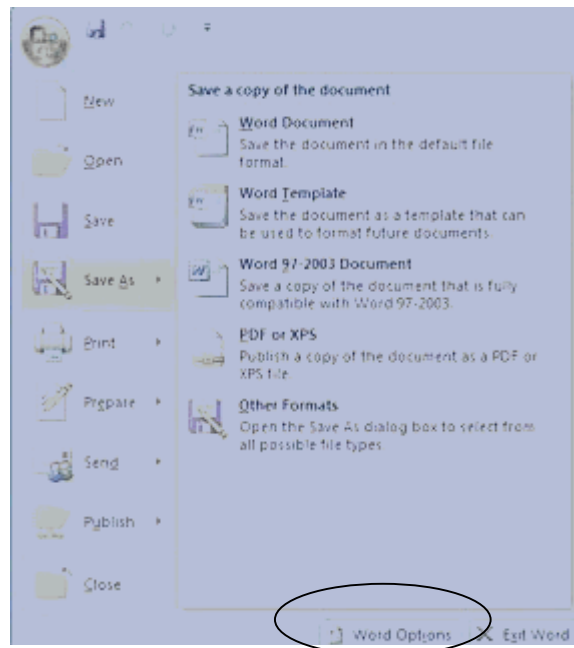 New
Open
Save
Save As
Print
Prepare
Send
Publish
Close
Save a copy of the document
Word Document
Save the document in the default file
format.
Word Template
Save the document as a template that can
be used to format future documents.
Word 97-2003 Document
Save a copy of the document that is fully
compatible with Word 97-2003.
PDF or XPS
Publish a copy of the document as a PDF or
XPS file.
Other Formats
Open the Save As dialog box to select from
all possible file types.
Word Options
Exit Word